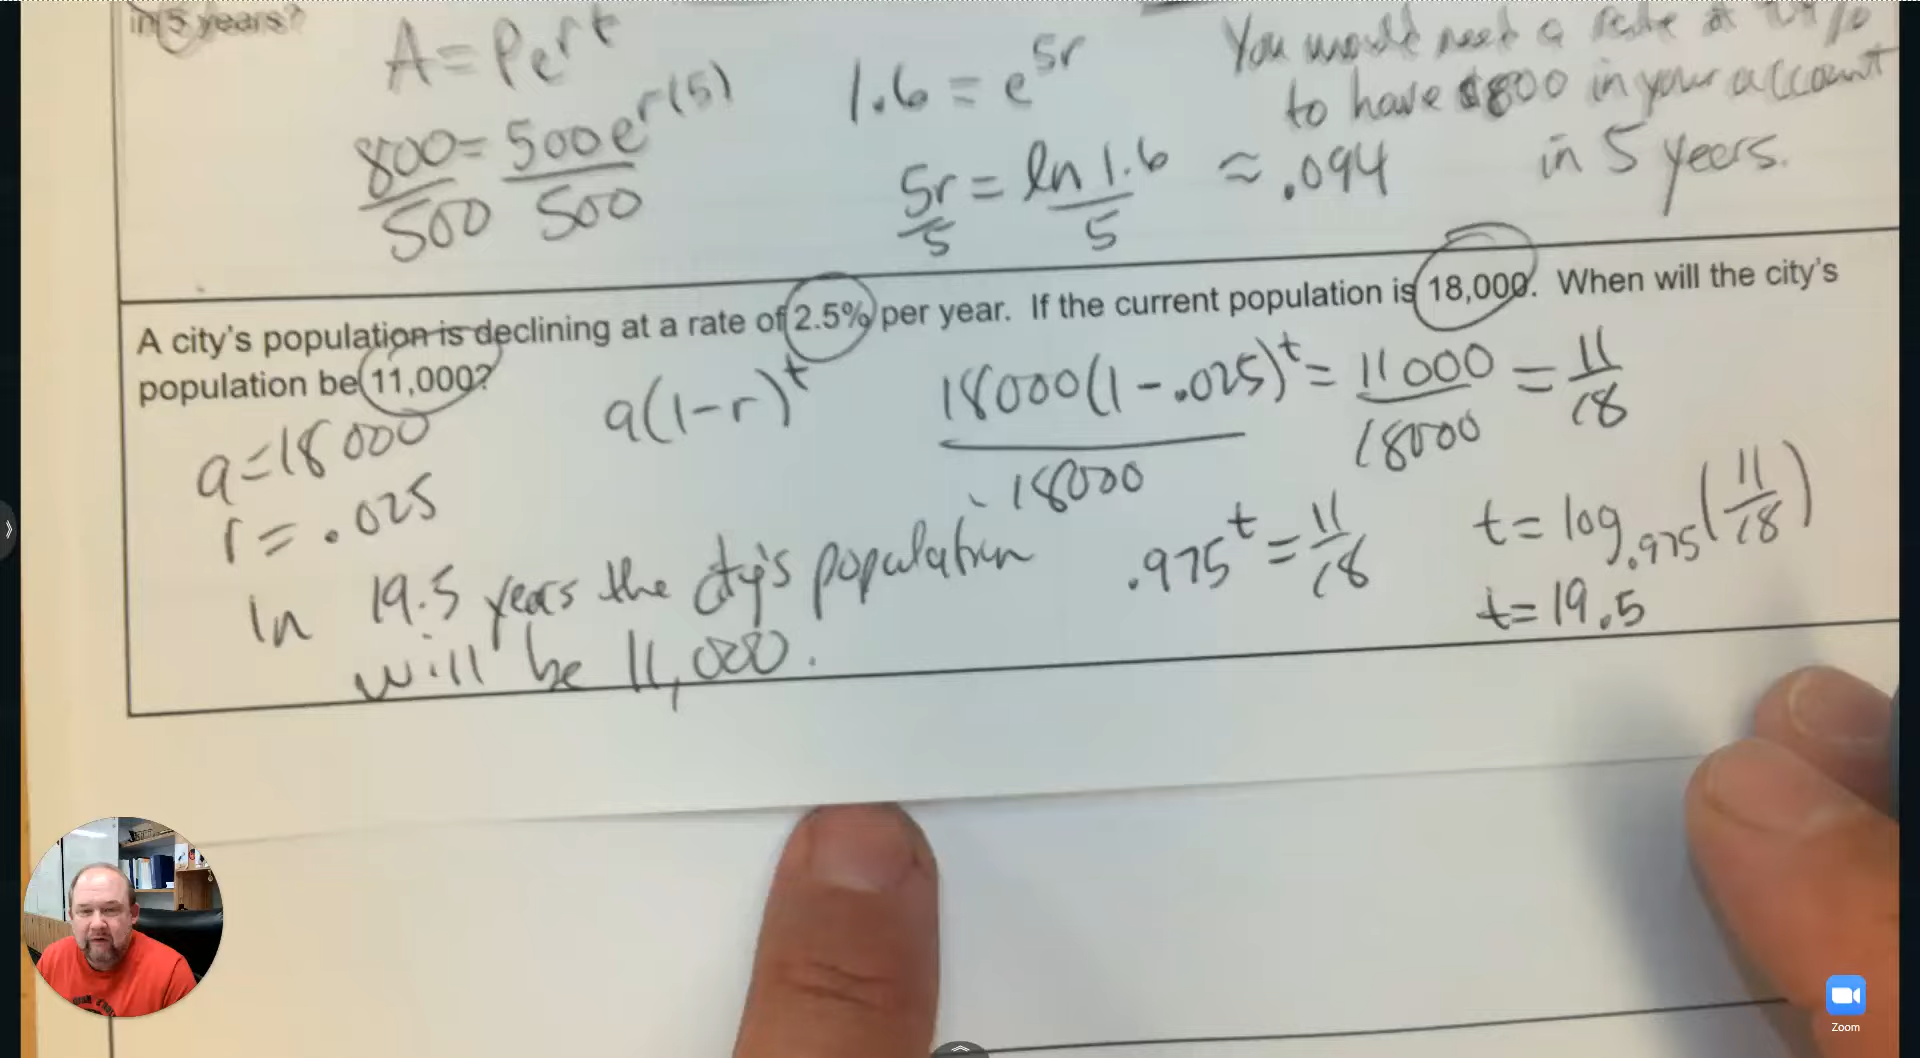 in 5 years?
A = Pe^rt
800 = 500e^r(5)
500 500
1.6 = e^5r
5r = ln 1.6 ≈ .094
5 5
You would need a rate
to have $800 in your account
in 5 years.
A city's population is declining at a rate of 2.5% per year. If the current population is 18,000. When will the city's
population be 11,000?
a(1-r)^t
18000(1-.025)^t = 11000 = 11/18
18000 18000
a=18000
r = .025
.975^t = 11/18
t = log.975(11/18)
t = 19.5
In 19.5 years the city's population
will be 11,000.
Zoom